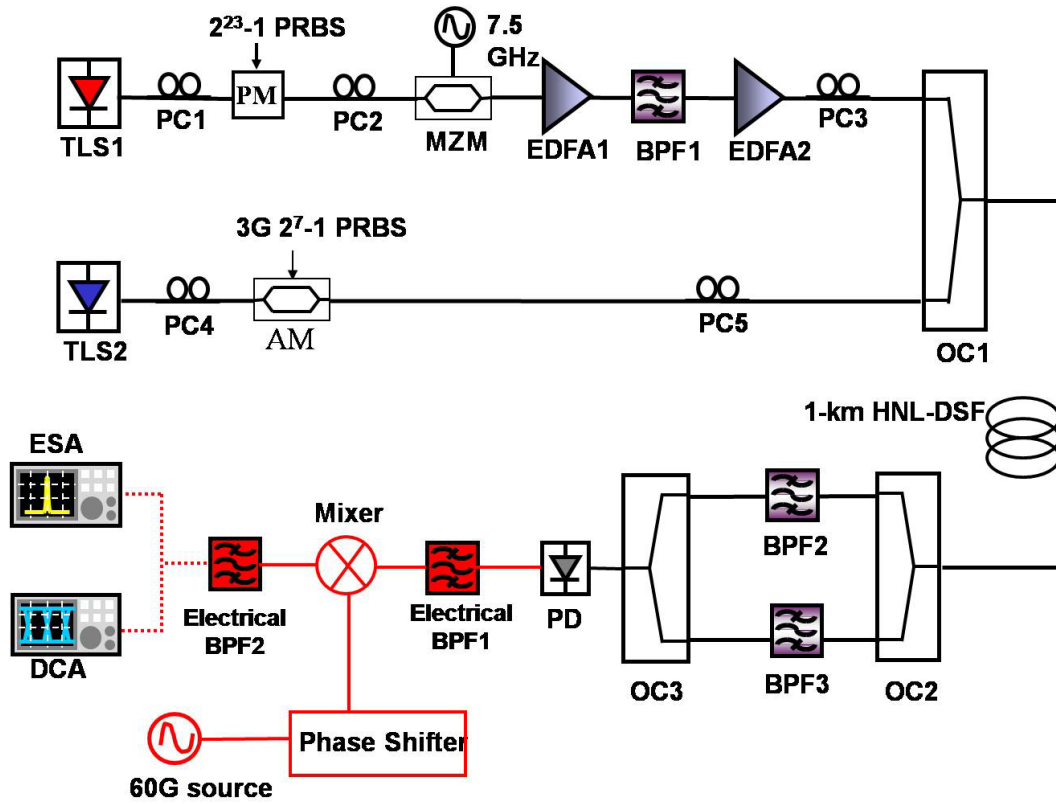 2²³-1 PRBS
7.5
GHz
PM
TLS1
PC1
PC2
MZM
EDFA1
BPF1
EDFA2
PC3
3G 2⁷-1 PRBS
TLS2
PC4
AM
PC5
OC1
1-km HNL-DSF
ESA
Mixer
BPF2
Electrical
BPF2
Electrical
BPF1
PD
DCA
OC3
BPF3
OC2
Phase Shifter
60G source